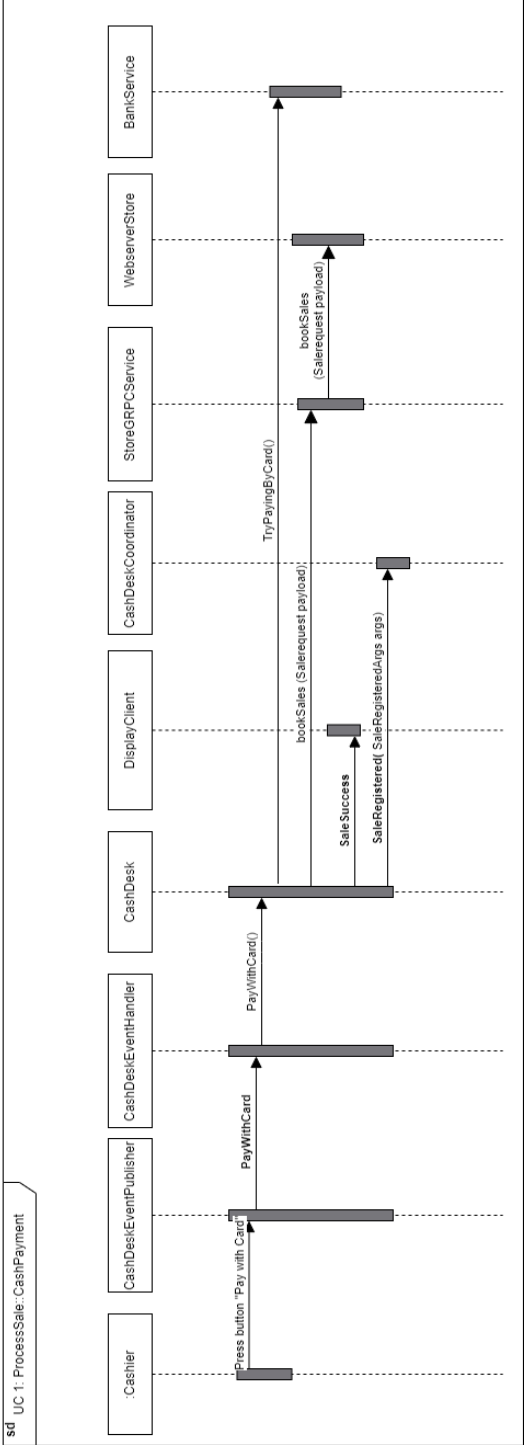 sd
UC 1: ProcessSale::CashPayment
:Cashier
CashDeskEventPublisher
CashDeskEventHandler
CashDesk
DisplayClient
CashDeskCoordinator
StoreGRPCService
WebserverStore
BankService
Press button "Pay with Card"
PayWithCard
PayWithCard()
TryPayingByCard()
bookSales (Salerequest payload)
bookSales
(Salerequest payload)
SaleSuccess
SaleRegistered( SaleRegisteredArgs args)